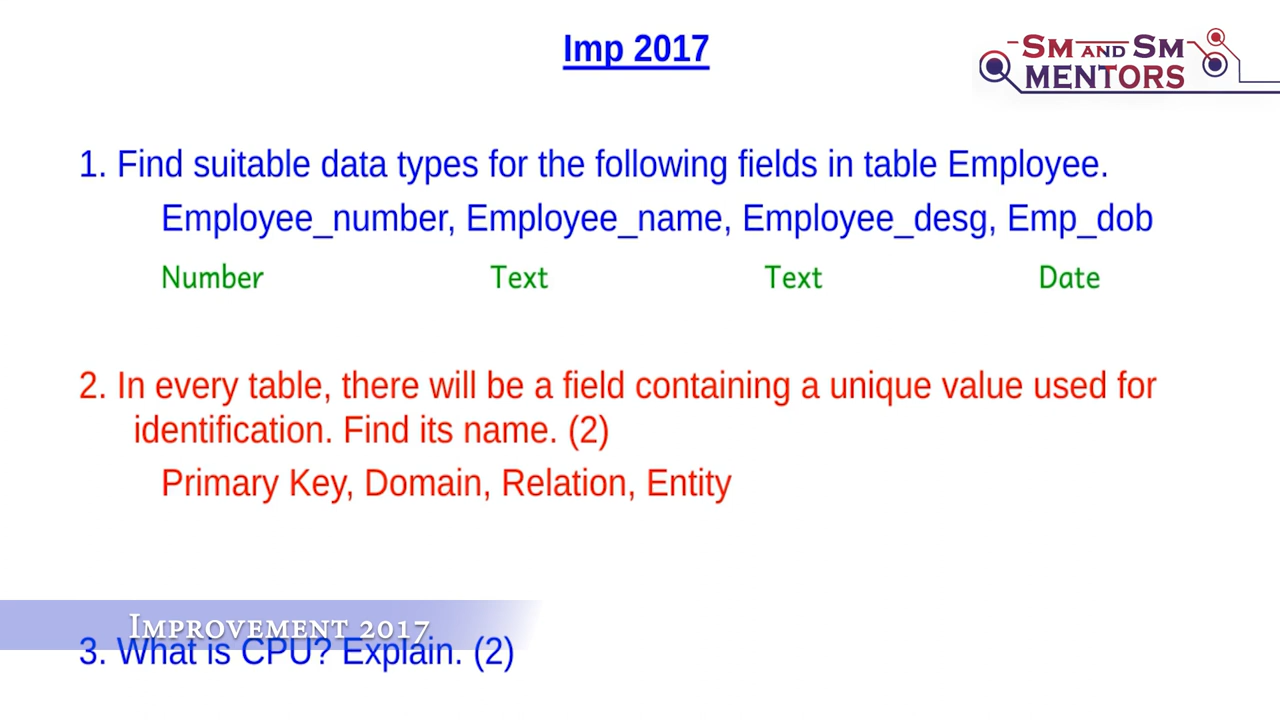 Imp 2017
SM AND SM
MENTORS
1. Find suitable data types for the following fields in table Employee.
Employee_number, Employee_name, Employee_desg, Emp_dob
Number Text Text Date
2. In every table, there will be a field containing a unique value used for
identification. Find its name. (2)
Primary Key, Domain, Relation, Entity
IMPROVEMENT 2017
3. What is CPU? Explain. (2)